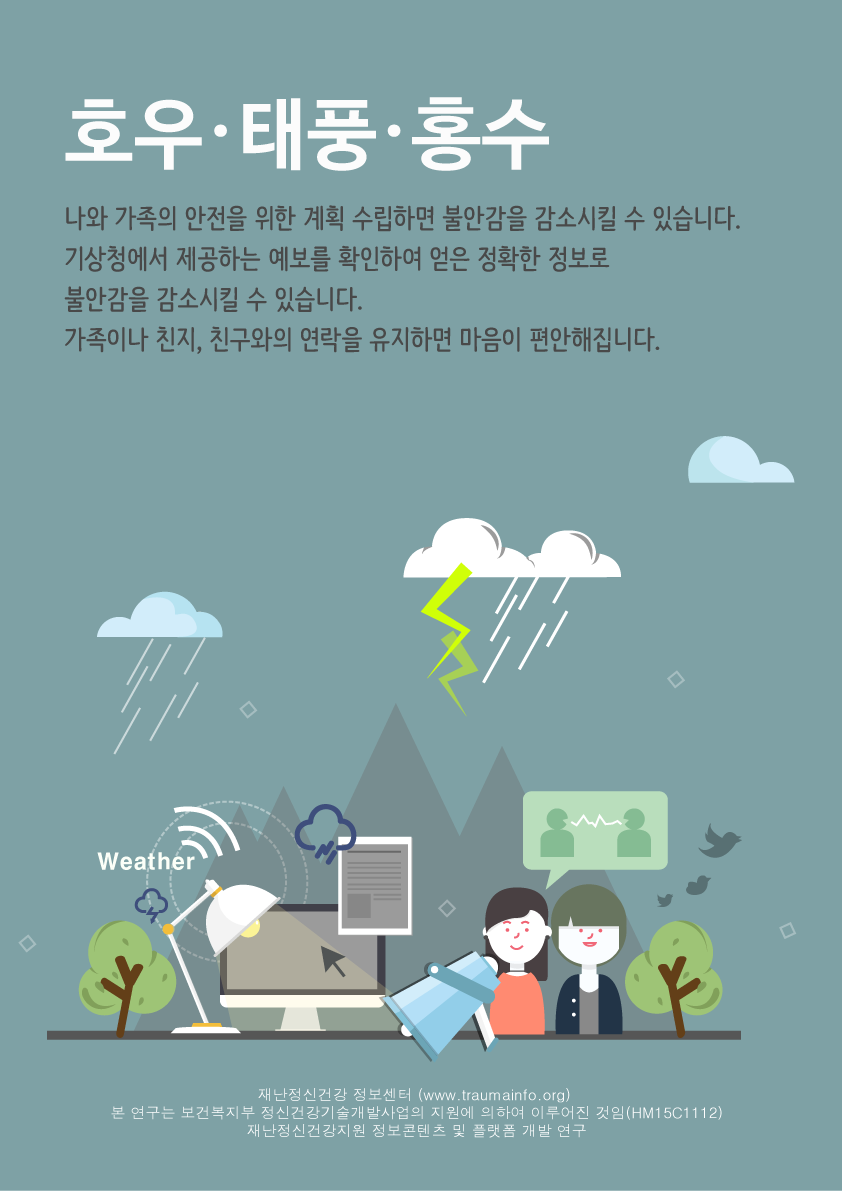 호우·태풍·홍수
나와 가족의 안전을 위한 계획 수립하면 불안감을 감소시킬 수 있습니다.
기상청에서 제공하는 예보를 확인하여 얻은 정확한 정보로
불안감을 감소시킬 수 있습니다.
가족이나 친지, 친구와의 연락을 유지하면 마음이 편안해집니다.
Weather
재난정신건강 정보센터 (www.traumainfo.org)
본 연구는 보건복지부 정신건강기술개발사업의 지원에 의하여 이루어진 것임(HM15C1112)
재난정신건강지원 정보콘텐츠 및 플랫폼 개발 연구